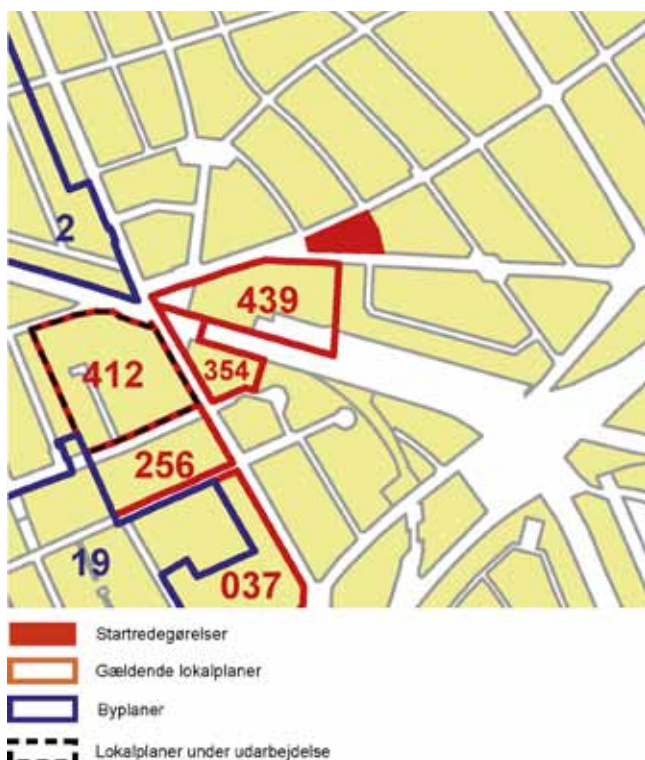 2
439
412
354
256
19
037
Startredegørelser
Gældende lokalplaner
Byplaner
Lokalplaner under udarbejdelse